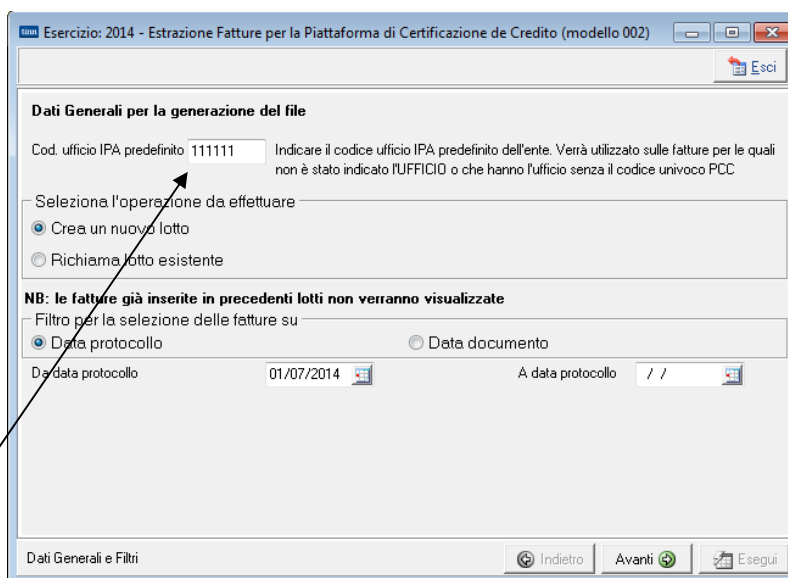 tinn Esercizio: 2014 - Estrazione Fatture per la Piattaforma di Certificazione de Credito (modello 002)
Esci
Dati Generali per la generazione del file
Cod. ufficio IPA predefinito 111111 Indicare il codice ufficio IPA predefinito dell'ente. Verrà utilizzato sulle fatture per le quali
non è stato indicato l'UFFICIO o che hanno l'ufficio senza il codice univoco PCC
Seleziona l'operazione da effettuare
Crea un nuovo lotto
Richiama lotto esistente
NB: le fatture già inserite in precedenti lotti non verranno visualizzate
Filtro per la selezione delle fatture su
Data protocollo Data documento
Da data protocollo 01/07/2014 A data protocollo / /
Dati Generali e Filtri Indietro Avanti Esegui